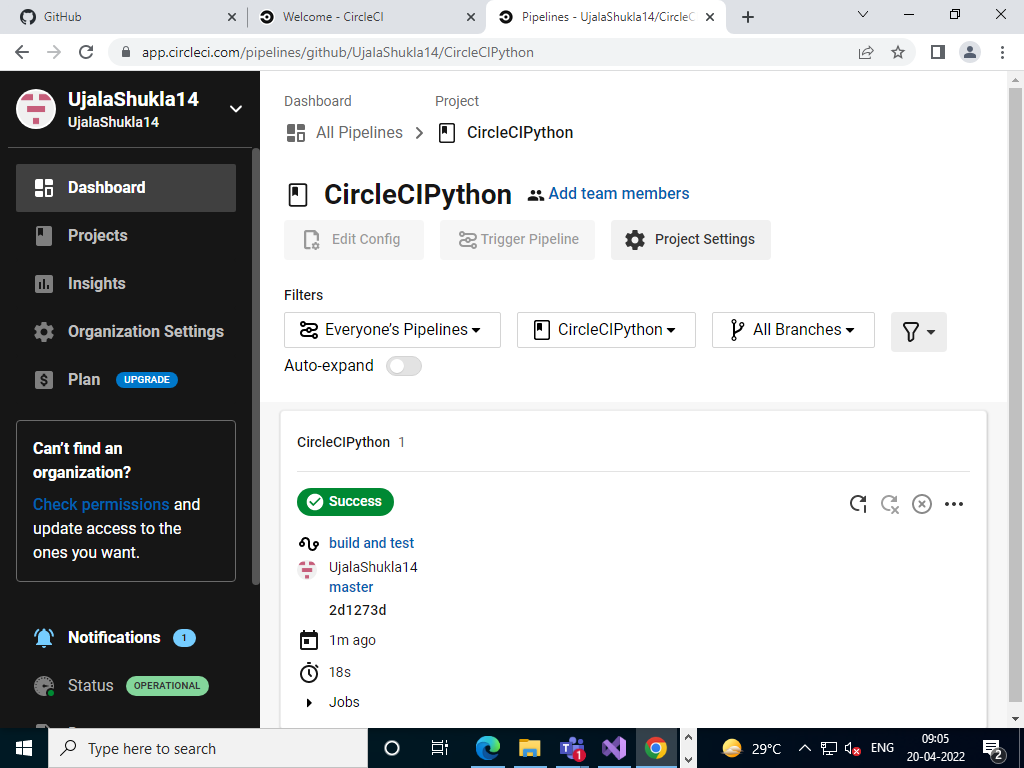 GitHub
Welcome - CircleCI
Pipelines - UjalaShukla14/CircleC
app.circleci.com/pipelines/github/UjalaShukla14/CircleCIPython
UjalaShukla14
UjalaShukla14
Dashboard
Projects
Insights
Organization Settings
Plan UPGRADE
Can't find an
organization?
Check permissions and
update access to the
ones you want.
Notifications 1
Status OPERATIONAL
Dashboard Project
All Pipelines CircleCIPython
CircleCIPython Add team members
Edit Config Trigger Pipeline Project Settings
Filters
Everyone's Pipelines CircleCIPython All Branches
Auto-expand
CircleCIPython 1
Success
build and test
UjalaShukla14
master
2d1273d
1m ago
18s
Jobs
Type here to search
1
29°C
ENG
09:05
20-04-2022
2